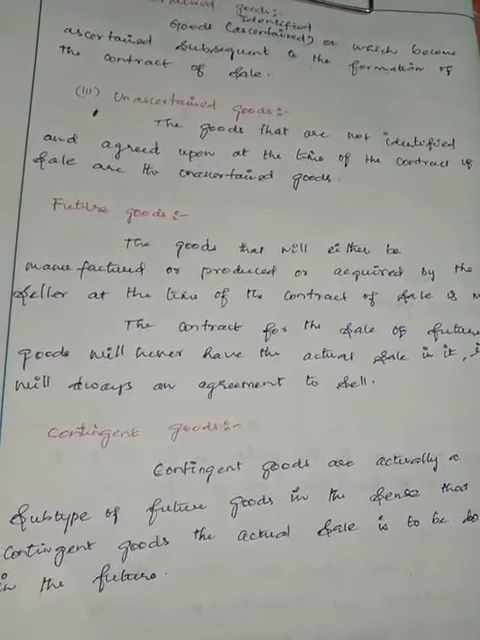 goods:-
Identified
Goods (ascertained) or which become
ascertained subsequent to the formation of
the contract of sale.
(III) Unascertained goods:-
The goods that are not identified
and agreed upon at the time of the contract of
sale are the unascertained goods.
Future goods:-
The goods that will either be
manufactured or produced or acquired by the
seller at the time of the contract of sale is
The contract for the sale of future
goods will never have the actual sale in it,
will always an agreement to sell.
Contingent goods:-
Contingent goods are actually a
subtype of future goods in the sense that
contingent goods the actual sale is to be
in the future.